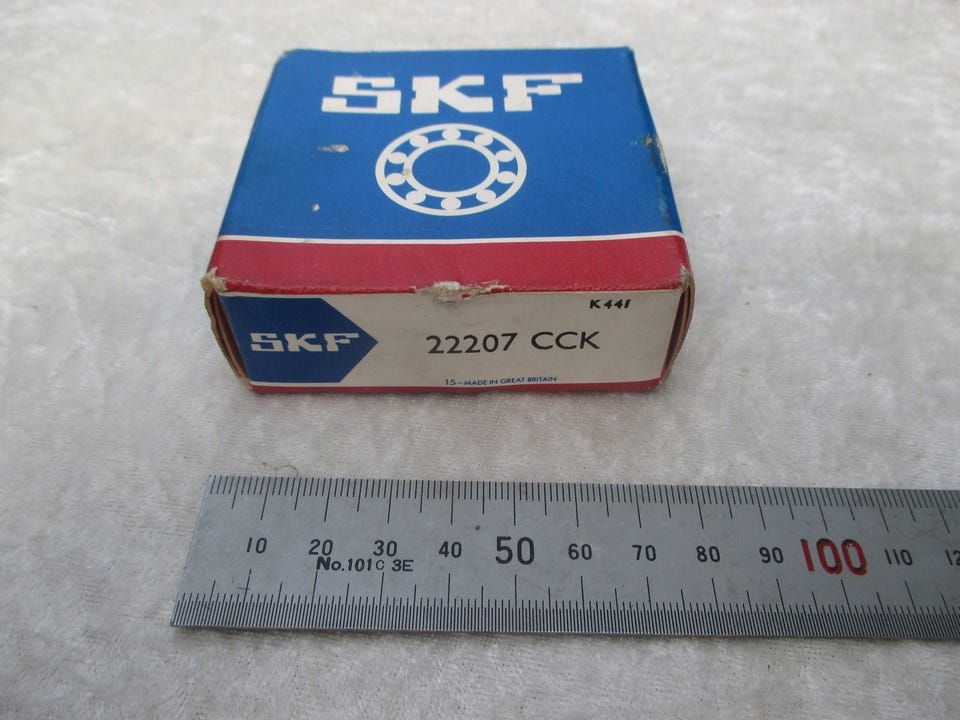 SKF
K441
SKF
22207 CCK
15-MADE IN GREAT BRITAIN
10 20 30 40 50 60 70 80 90 100 110
No.101C 3E